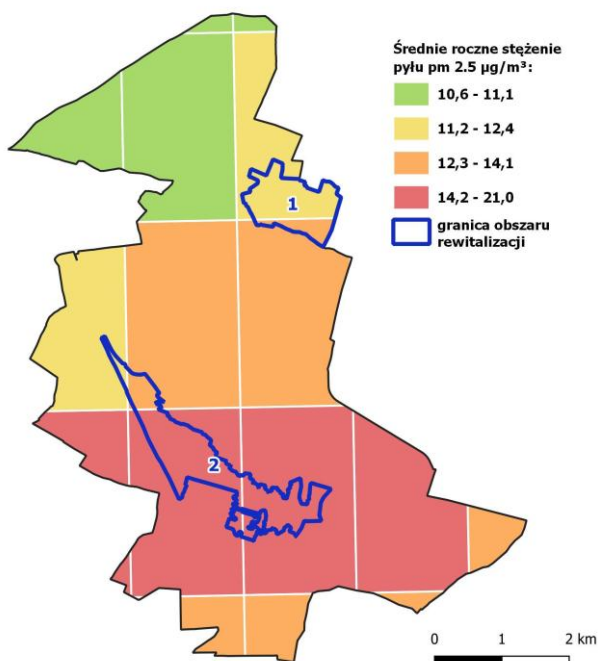 Średnie roczne stężenie
pyłu pm 2.5 µg/m³:
10,6 - 11,1
11,2 - 12,4
12,3 - 14,1
14,2 - 21,0
granica obszaru
rewitalizacji
1
2
0 1 2 km